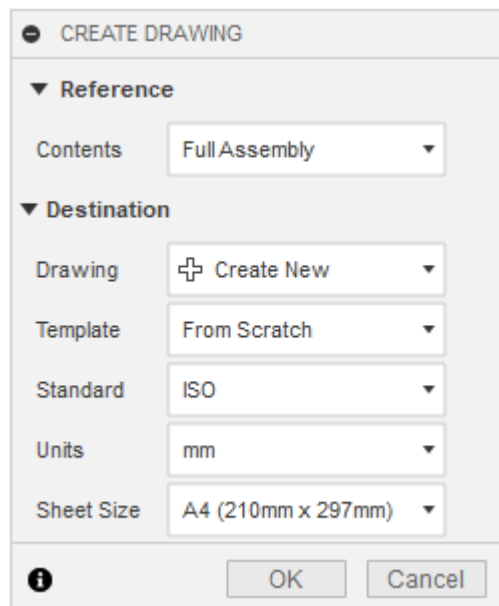 CREATE DRAWING
Reference
Contents Full Assembly
Destination
Drawing Create New
Template From Scratch
Standard ISO
Units mm
Sheet Size A4 (210mm x 297mm)
OK Cancel